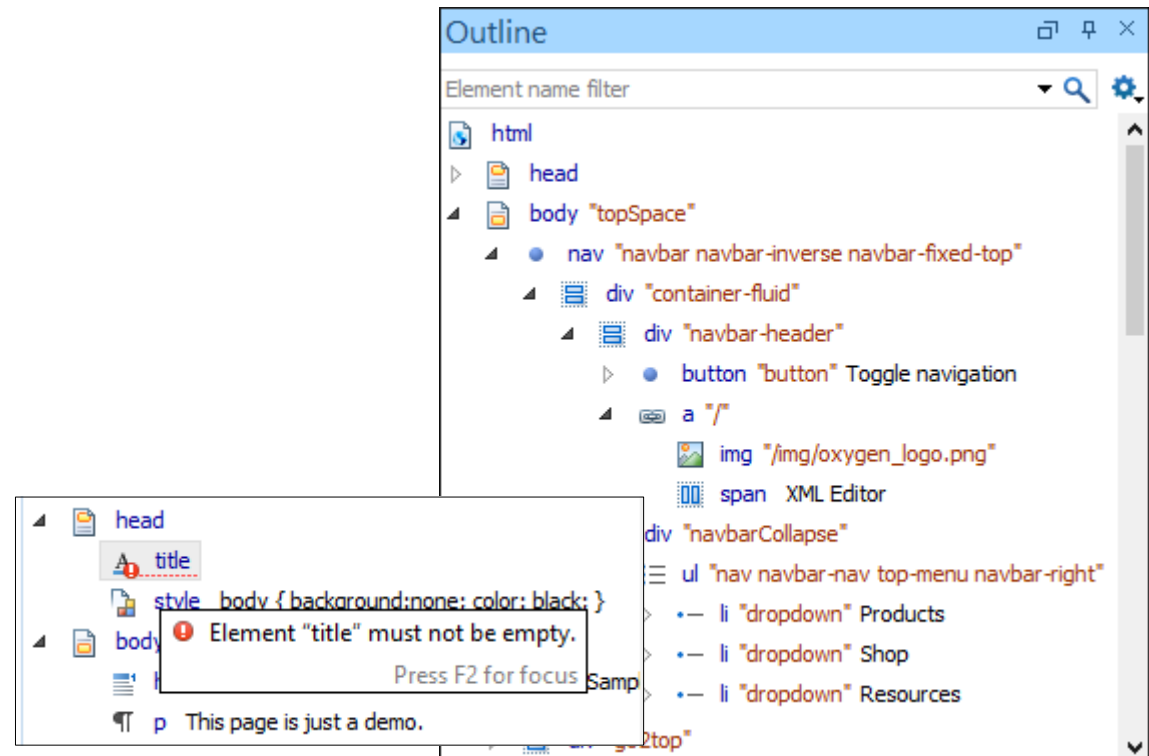 Outline
Element name filter
html
head
body "topSpace"
nav "navbar navbar-inverse navbar-fixed-top"
div "container-fluid"
div "navbar-header"
button "button" Toggle navigation
a "/"
img "/img/oxygen_logo.png"
span XML Editor
div "navbarCollapse"
ul "nav navbar-nav top-menu navbar-right"
li "dropdown" Products
li "dropdown" Shop
li "dropdown" Resources
head
title
style body { background:none; color: black; }
Element "title" must not be empty.
Press F2 for focus
body
p This page is just a demo.